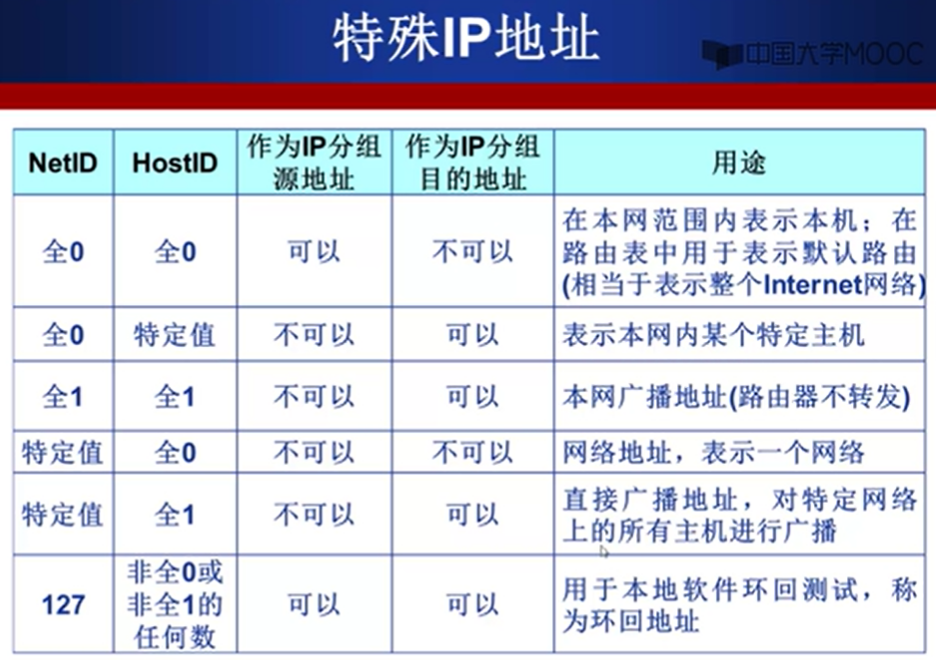 特殊IP地址
中国大学MOOC
NetID HostID 作为IP分组 作为IP分组 用途
源地址 目的地址
全0 全0 可以 不可以 在本网范围内表示本机；在
路由表中用于表示默认路由
(相当于表示整个Internet网络)
全0 特定值 不可以 可以 表示本网内某个特定主机
全1 全1 不可以 可以 本网广播地址(路由器不转发)
特定值 全0 不可以 不可以 网络地址，表示一个网络
特定值 全1 不可以 可以 直接广播地址，对特定网络
上的所有主机进行广播
127 非全0或 可以 可以 用于本地软件环回测试，称
非全1的 为环回地址
任何数